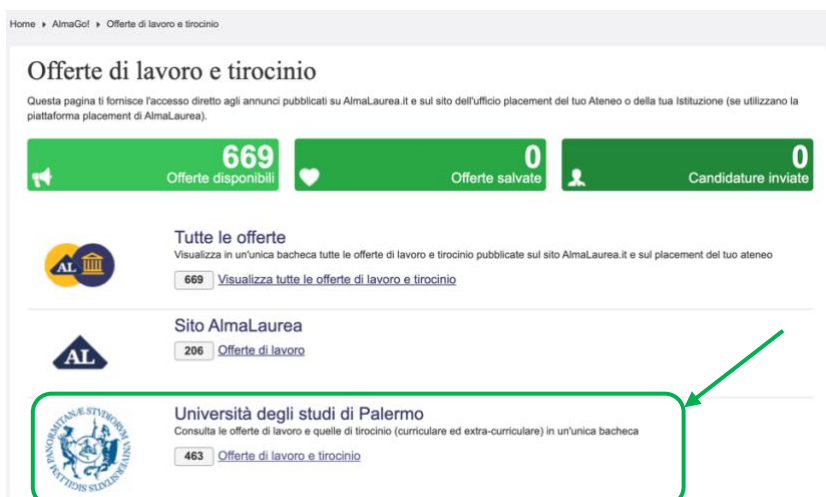 Home ▸ AlmaGo! ▸ Offerte di lavoro e tirocinio
Offerte di lavoro e tirocinio
Questa pagina ti fornisce l'accesso diretto agli annunci pubblicati su AlmaLaurea.it e sul sito dell'ufficio placement del tuo Ateneo o della tua Istituzione (se utilizzano la
piattaforma placement di AlmaLaurea).
669
Offerte disponibili
0
Offerte salvate
0
Candidature inviate
AL
Tutte le offerte
Visualizza in un'unica bacheca tutte le offerte di lavoro e tirocinio pubblicate sul sito AlmaLaurea.it e sul placement del tuo ateneo
669 Visualizza tutte le offerte di lavoro e tirocinio
AL
Sito AlmaLaurea
206 Offerte di lavoro
Università degli studi di Palermo
Consulta le offerte di lavoro e quelle di tirocinio (curriculare ed extra-curriculare) in un'unica bacheca
463 Offerte di lavoro e tirocinio